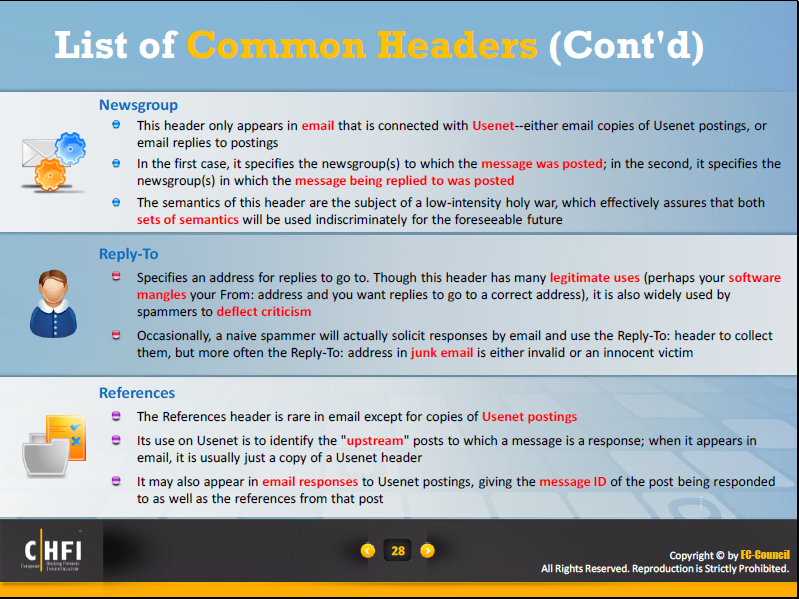 List of Common Headers (Cont'd)
Newsgroup
This header only appears in email that is connected with Usenet--either email copies of Usenet postings, or
email replies to postings
In the first case, it specifies the newsgroup(s) to which the message was posted; in the second, it specifies the
newsgroup(s) in which the message being replied to was posted
The semantics of this header are the subject of a low-intensity holy war, which effectively assures that both
sets of semantics will be used indiscriminately for the foreseeable future
Reply-To
Specifies an address for replies to go to. Though this header has many legitimate uses (perhaps your software
mangles your From: address and you want replies to go to a correct address), it is also widely used by
spammers to deflect criticism
Occasionally, a naive spammer will actually solicit responses by email and use the Reply-To: header to collect
them, but more often the Reply-To: address in junk email is either invalid or an innocent victim
References
The References header is rare in email except for copies of Usenet postings
Its use on Usenet is to identify the "upstream" posts to which a message is a response; when it appears in
email, it is usually just a copy of a Usenet header
It may also appear in email responses to Usenet postings, giving the message ID of the post being responded
to as well as the references from that post
CHFI
Computer Hacking Forensic
INVESTIGATOR
28
Copyright © by EC-Council
All Rights Reserved. Reproduction is Strictly Prohibited.